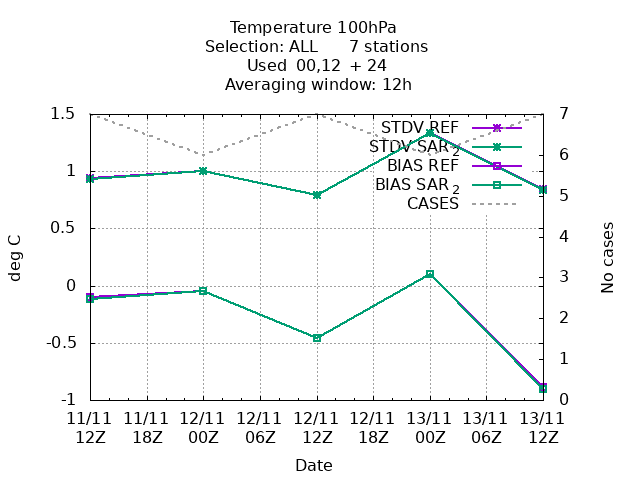 Temperature 100hPa
Selection: ALL 7 stations
Used 00,12 + 24
Averaging window: 12h
1.5
1
0.5
0
-0.5
-1
deg C
7
6
5
4
3
2
1
0
No cases
STDV REF
STDV SAR2
BIAS REF
BIAS SAR2
CASES
11/11 11/11 12/11 12/11 12/11 12/11 13/11 13/11 13/11
12Z 18Z 00Z 06Z 12Z 18Z 00Z 06Z 12Z
Date